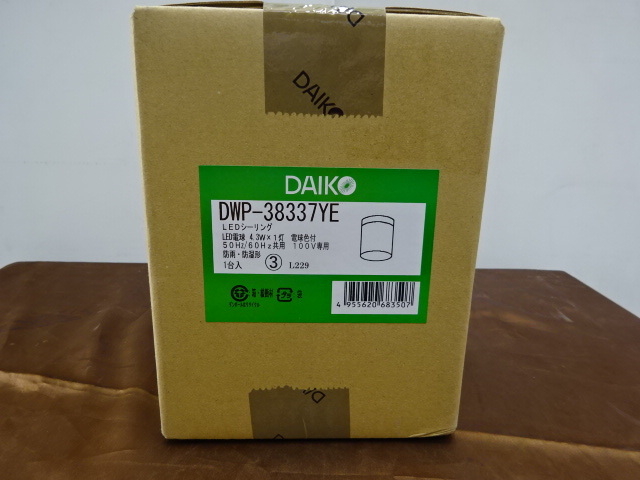 DAIKO
DAIKO
DWP-38337YE
LEDシーリング
LED電球 4.3W×1灯 電球色付
50Hz/60Hz共用 100V専用
防雨・防湿形
1台入 ③ L229
4 955620 683507
D